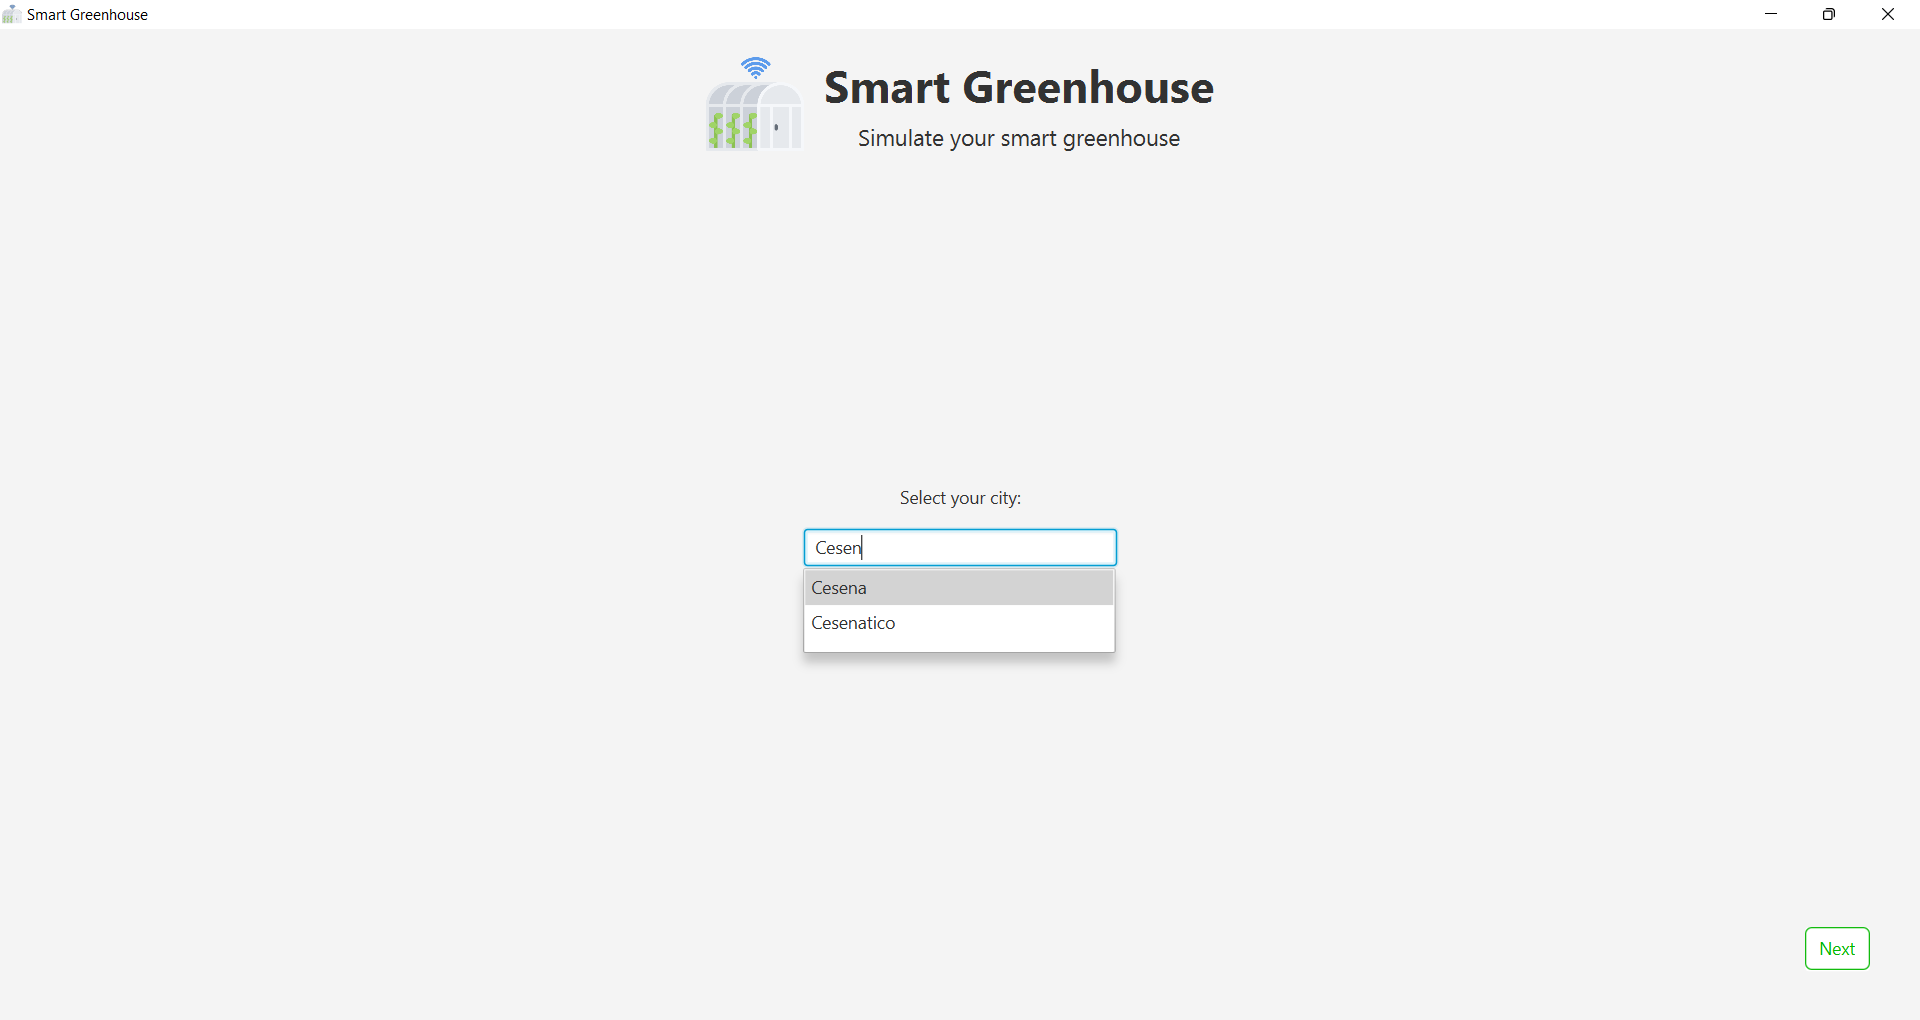 Smart Greenhouse
Smart Greenhouse
Simulate your smart greenhouse
Select your city:
Cesen
Cesena
Cesenatico
Next